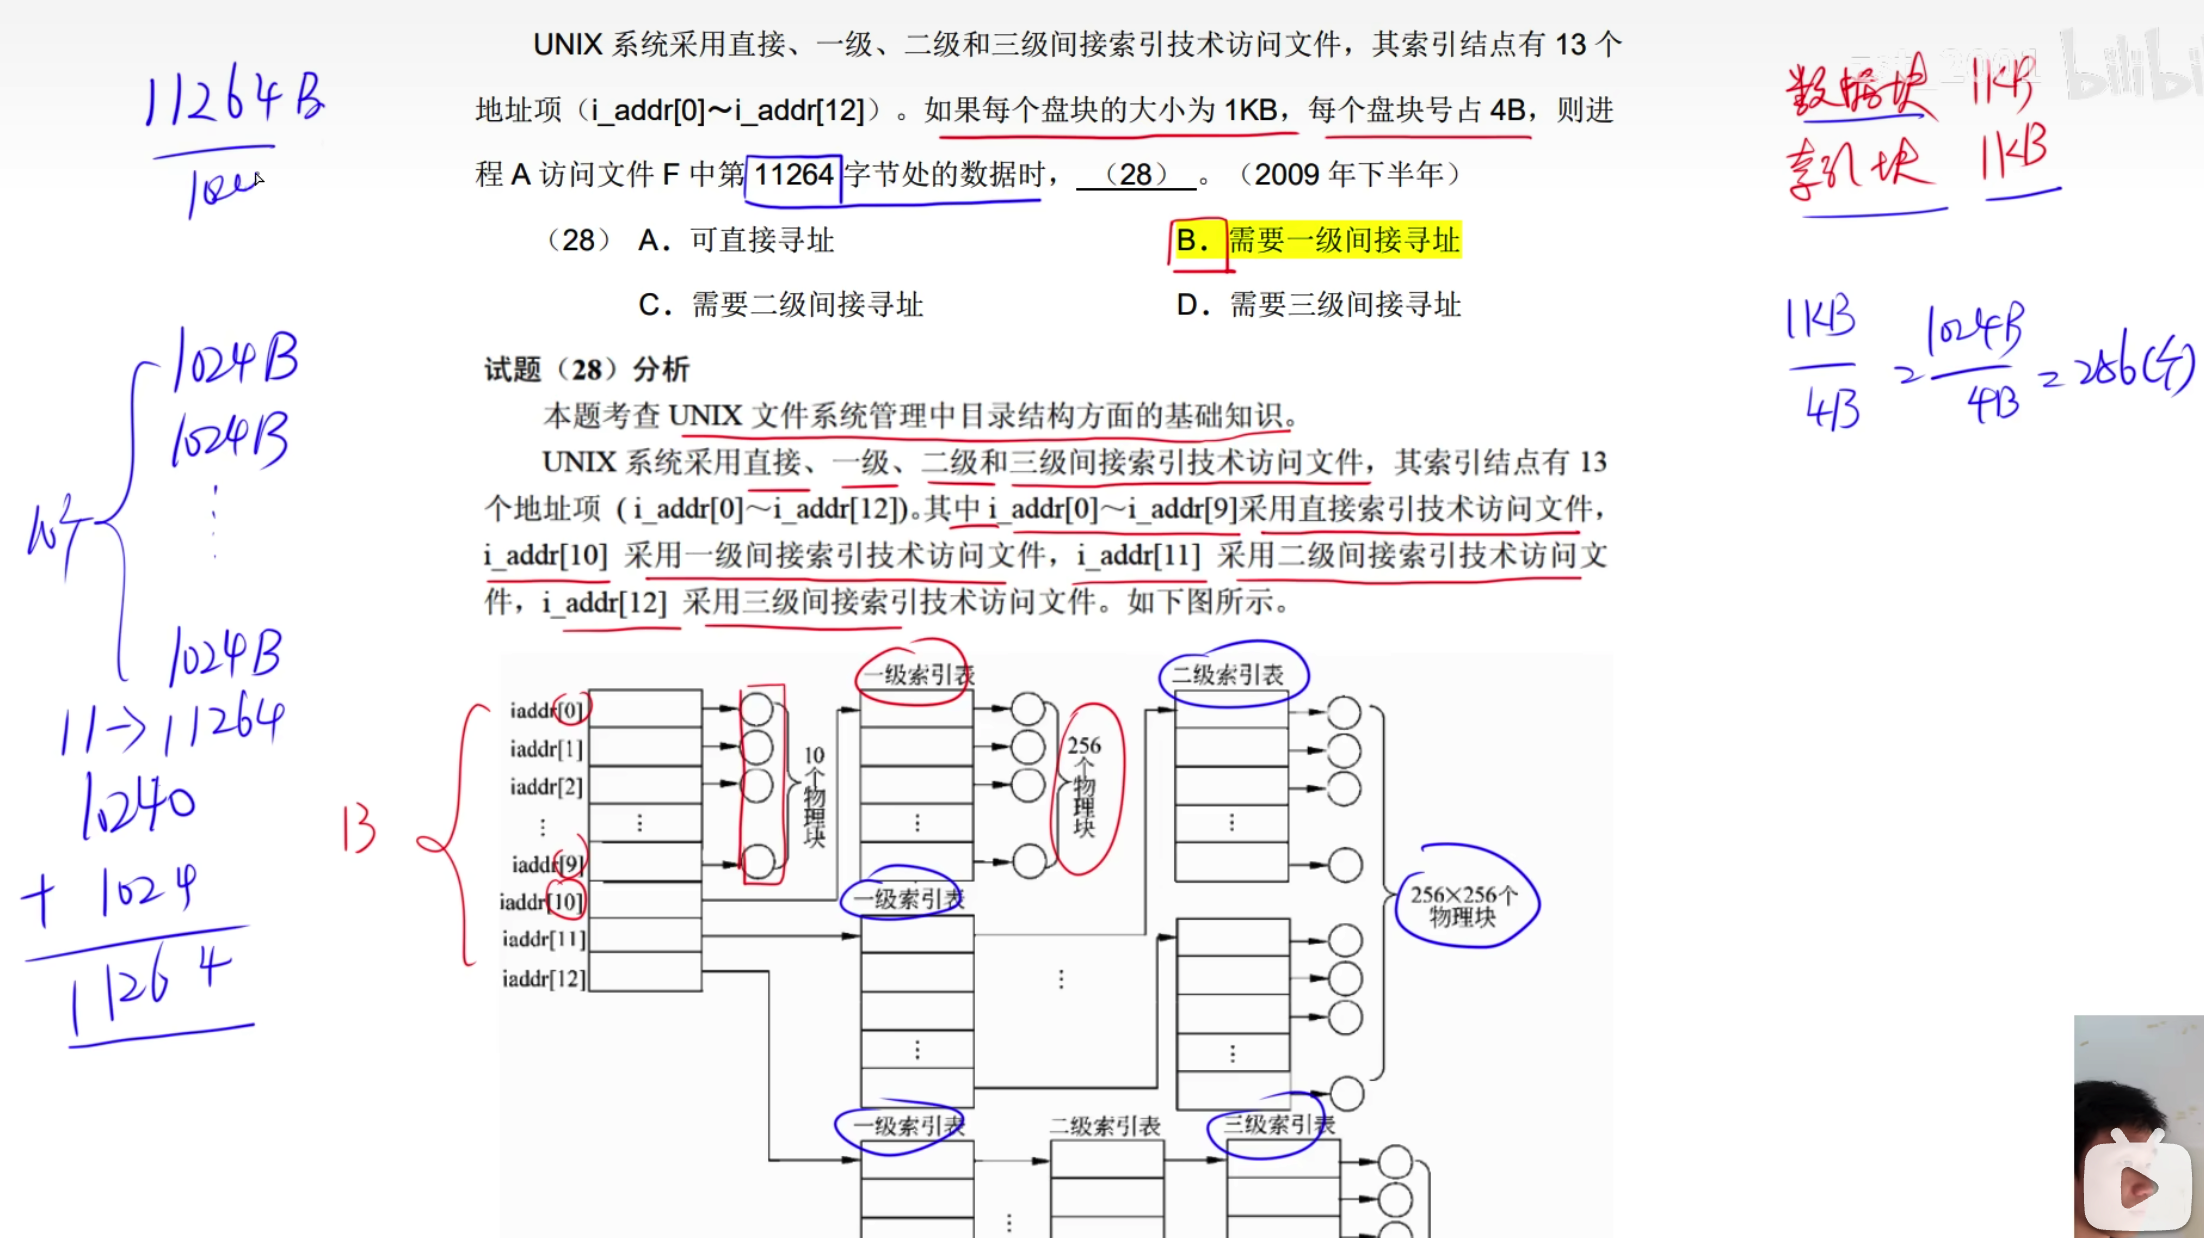 UNIX 系统采用直接、一级、二级和三级间接索引技术访问文件，其索引结点有 13 个
地址项（i_addr[0]～i_addr[12]）。如果每个盘块的大小为 1KB，每个盘块号占 4B，则进
程 A 访问文件 F 中第 11264 字节处的数据时，（28）。（2009 年下半年）
（28） A．可直接寻址 B．需要一级间接寻址
C．需要二级间接寻址 D．需要三级间接寻址
试题（28）分析
本题考查 UNIX 文件系统管理中目录结构方面的基础知识。
UNIX 系统采用直接、一级、二级和三级间接索引技术访问文件，其索引结点有 13
个地址项 ( i_addr[0]～i_addr[12])。其中 i_addr[0]～i_addr[9]采用直接索引技术访问文件，
i_addr[10] 采用一级间接索引技术访问文件，i_addr[11] 采用二级间接索引技术访问文
件，i_addr[12] 采用三级间接索引技术访问文件。如下图所示。
一级索引表
二级索引表
iaddr[0]
iaddr[1]
iaddr[2]
⋮
iaddr[9]
iaddr[10]
iaddr[11]
iaddr[12]
10个物理块
256个物理块
一级索引表
256×256个
物理块
一级索引表
二级索引表
三级索引表
11264B
1024B
1024B
⋮
1024B
10个
11→11264
10240
+ 1024
11264
13
数据块 1KB
索引块 1KB
1KB
4B
= 1024B
4B
= 256(个)
bilibili